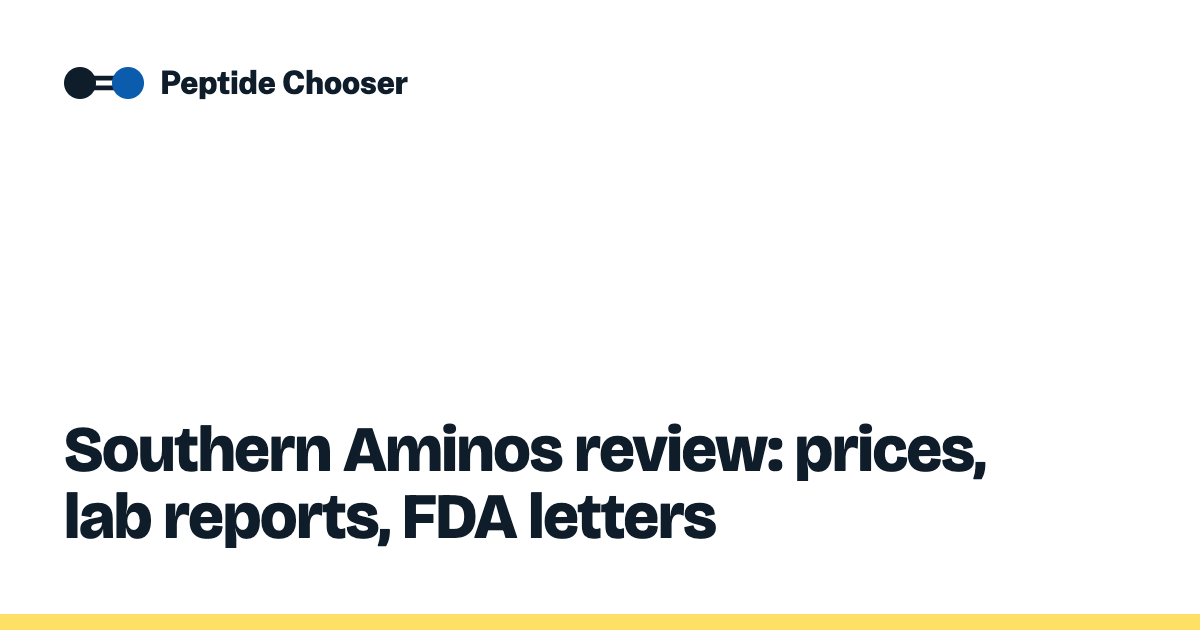 Peptide Chooser
Southern Aminos review: prices,
lab reports, FDA letters